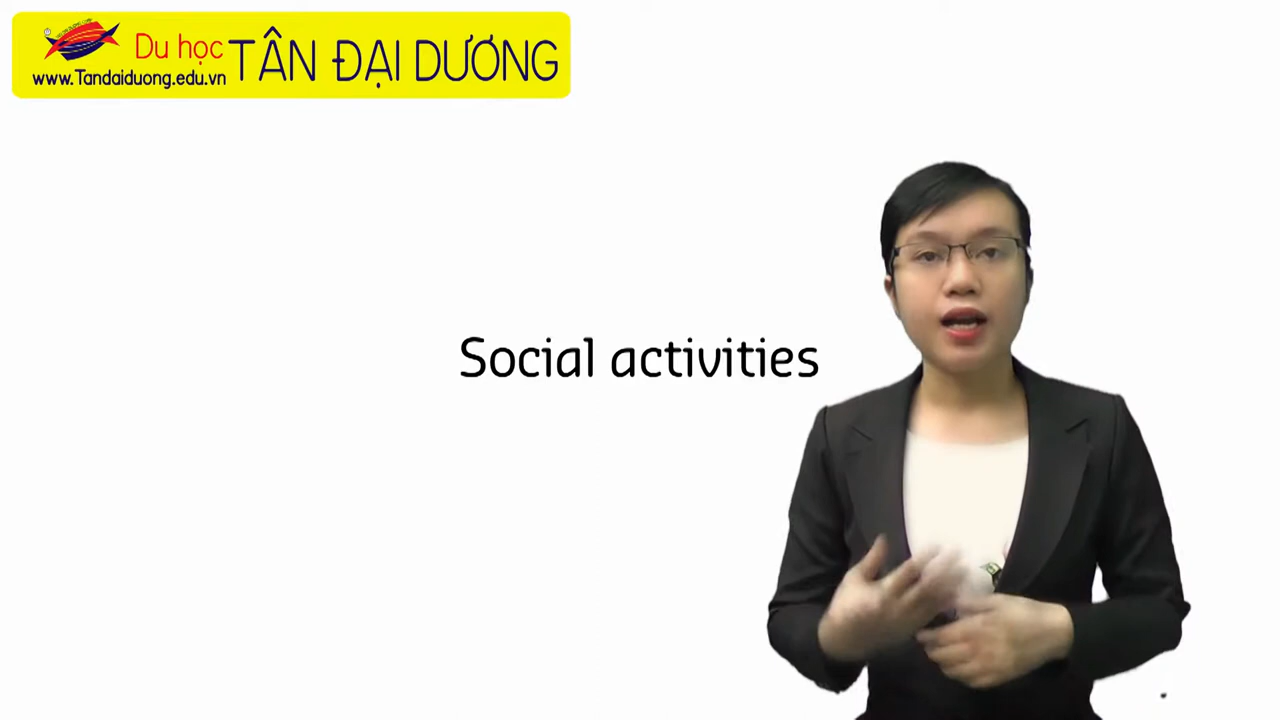 Du học
www.Tandaiduong.edu.vn
TÂN ĐẠI DƯƠNG
Social activities